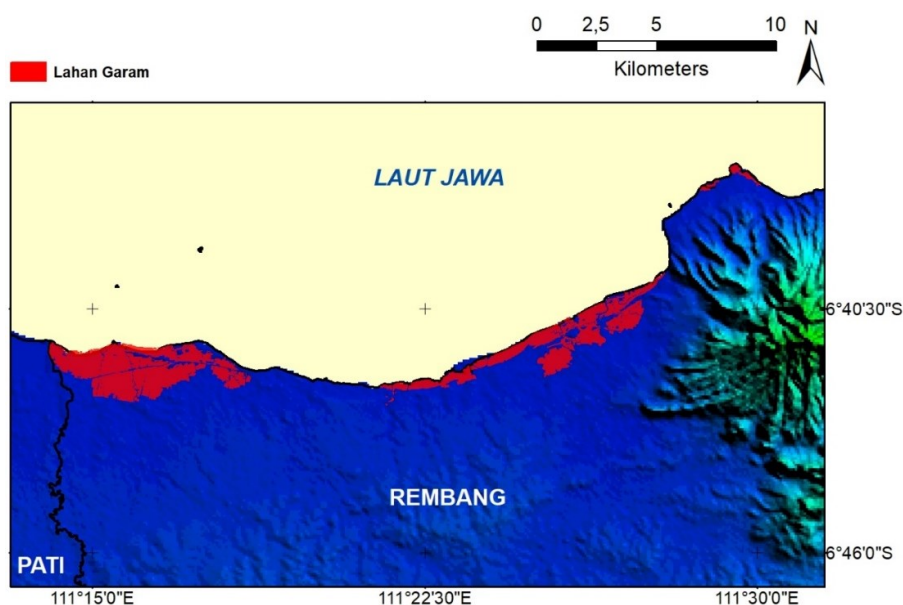 0 2,5 5 10
Kilometers
N
Lahan Garam
LAUT JAWA
6°40'30"S
REMBANG
PATI
6°46'0"S
111°15'0"E 111°22'30"E 111°30'0"E